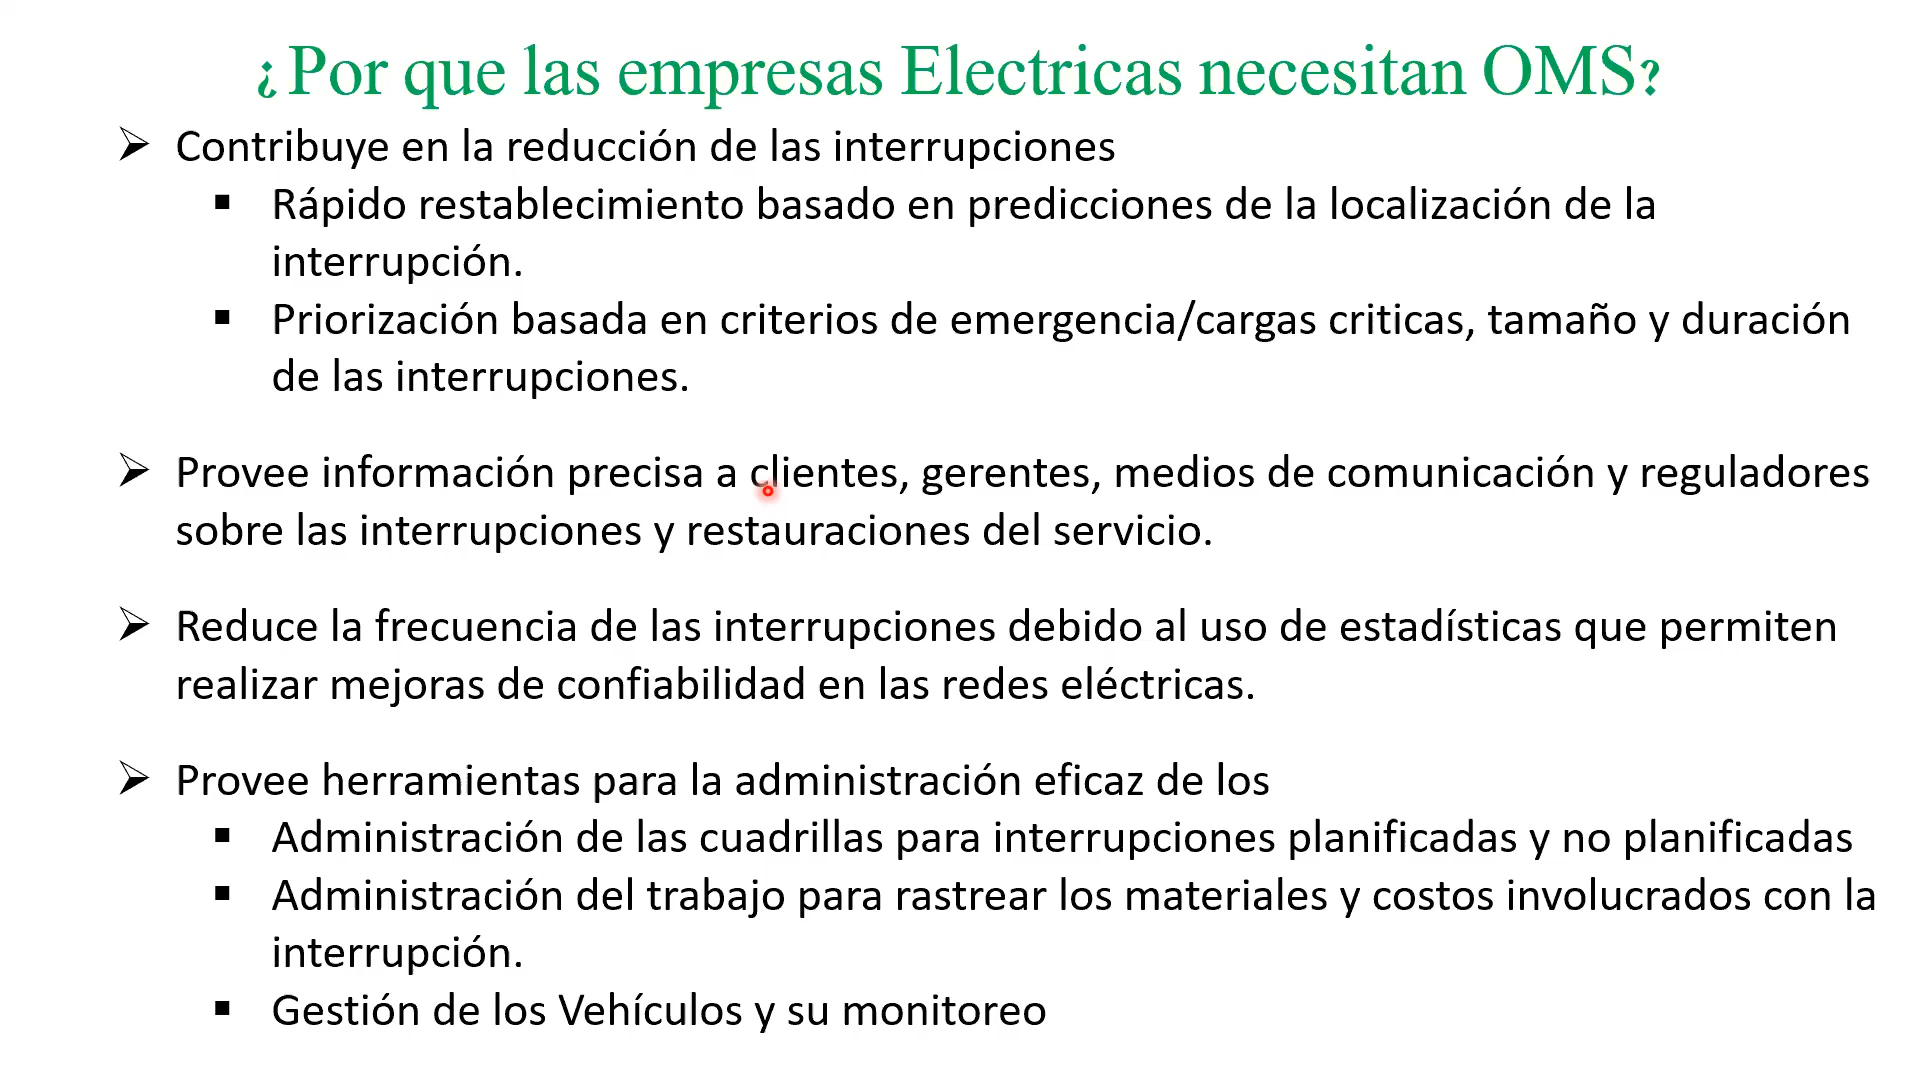 ¿Por que las empresas Electricas necesitan OMS?
➢ Contribuye en la reducción de las interrupciones
▪ Rápido restablecimiento basado en predicciones de la localización de la
interrupción.
▪ Priorización basada en criterios de emergencia/cargas criticas, tamaño y duración
de las interrupciones.
➢ Provee información precisa a clientes, gerentes, medios de comunicación y reguladores
sobre las interrupciones y restauraciones del servicio.
➢ Reduce la frecuencia de las interrupciones debido al uso de estadísticas que permiten
realizar mejoras de confiabilidad en las redes eléctricas.
➢ Provee herramientas para la administración eficaz de los
▪ Administración de las cuadrillas para interrupciones planificadas y no planificadas
▪ Administración del trabajo para rastrear los materiales y costos involucrados con la
interrupción.
▪ Gestión de los Vehículos y su monitoreo